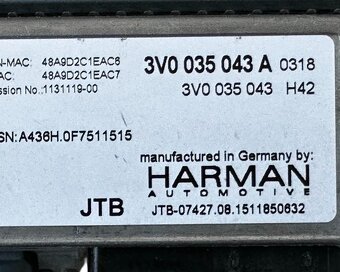 N-MAC: 48A9D2C1EAC6
AC: 48A9D2C1EAC7
ssion No.:1131119-00
3V0 035 043 A 0318
3V0 035 043 H42
SN:A436H.0F7511515
manufactured in Germany by:
HARMAN
AUTOMOTIVE
JTB JTB-07427.08.1511850632